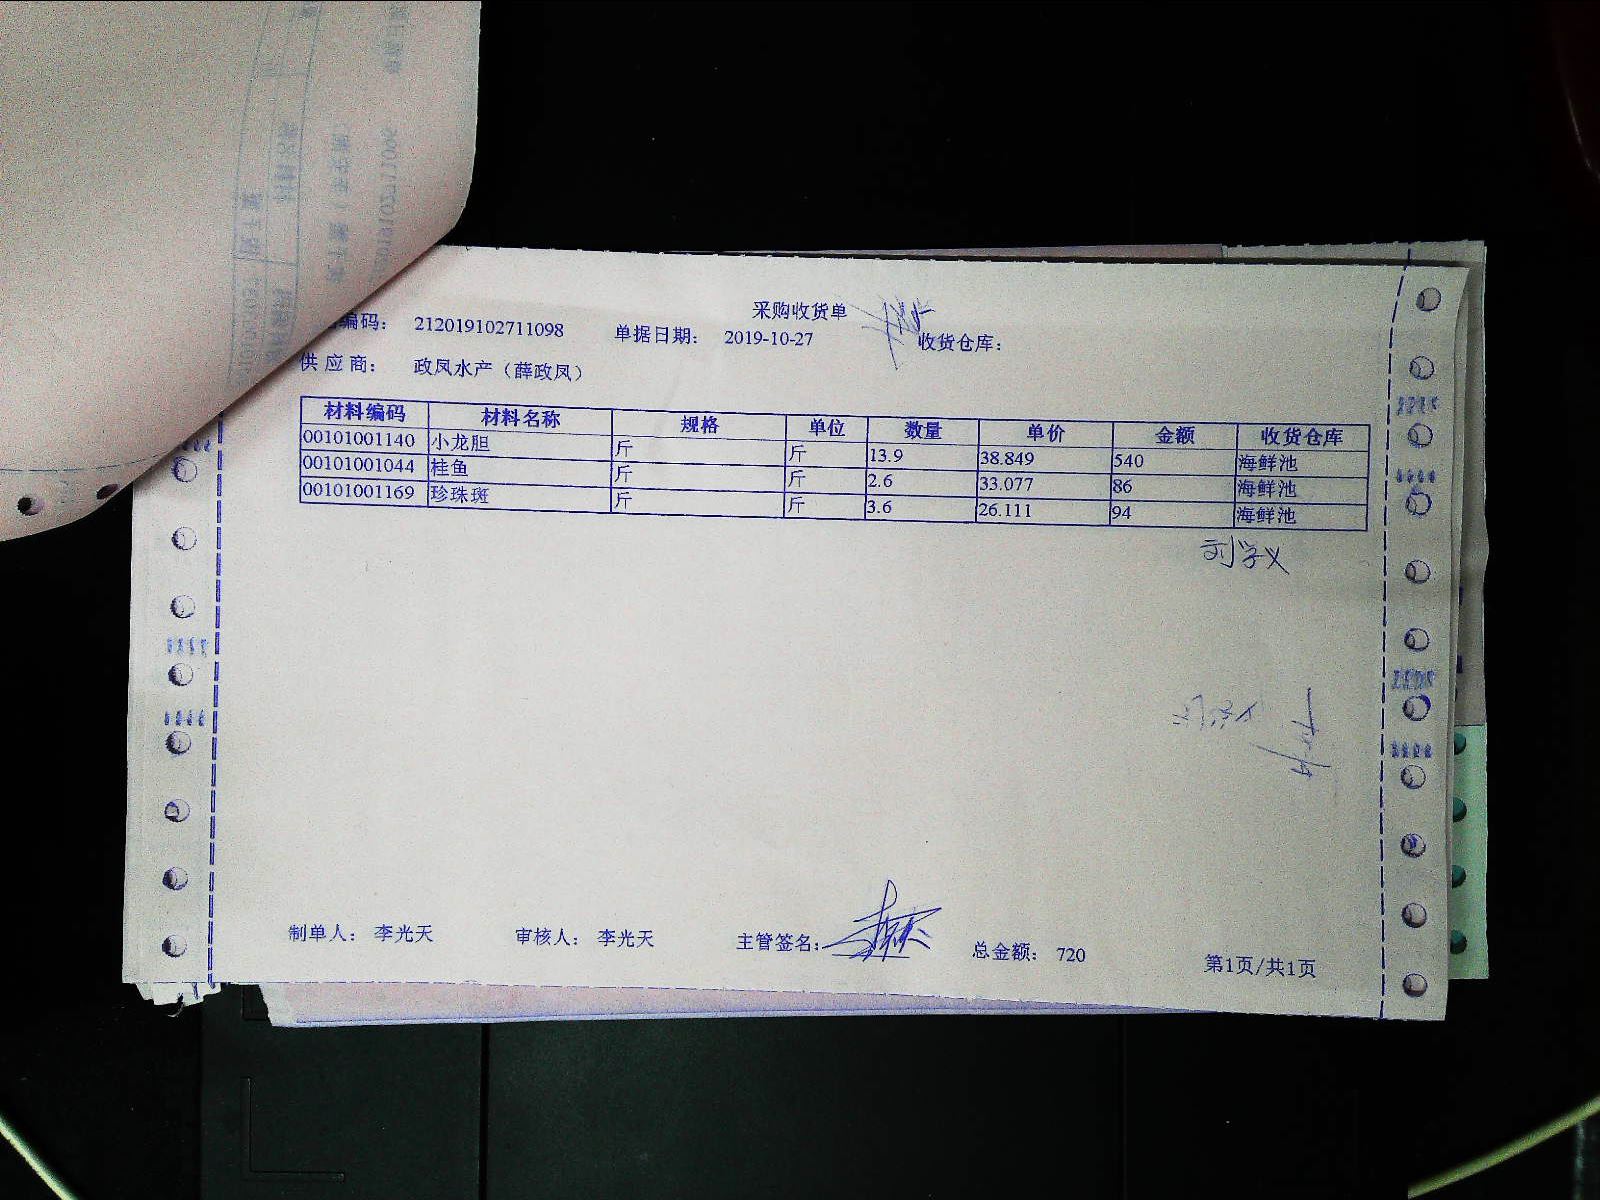 采购收货单
编码： 212019102711098 单据日期： 2019-10-27 收货仓库：
供 应 商： 政凤水产（薛政凤）
材料编码 材料名称 规格 单位 数量 单价 金额 收货仓库
00101001140 小龙胆 斤 斤 13.9 38.849 540 海鲜池
00101001044 桂鱼 斤 斤 2.6 33.077 86 海鲜池
00101001169 珍珠斑 斤 斤 3.6 26.111 94 海鲜池
刘学义
制单人： 李光天 审核人： 李光天 主管签名： 总金额： 720
第1页/共1页